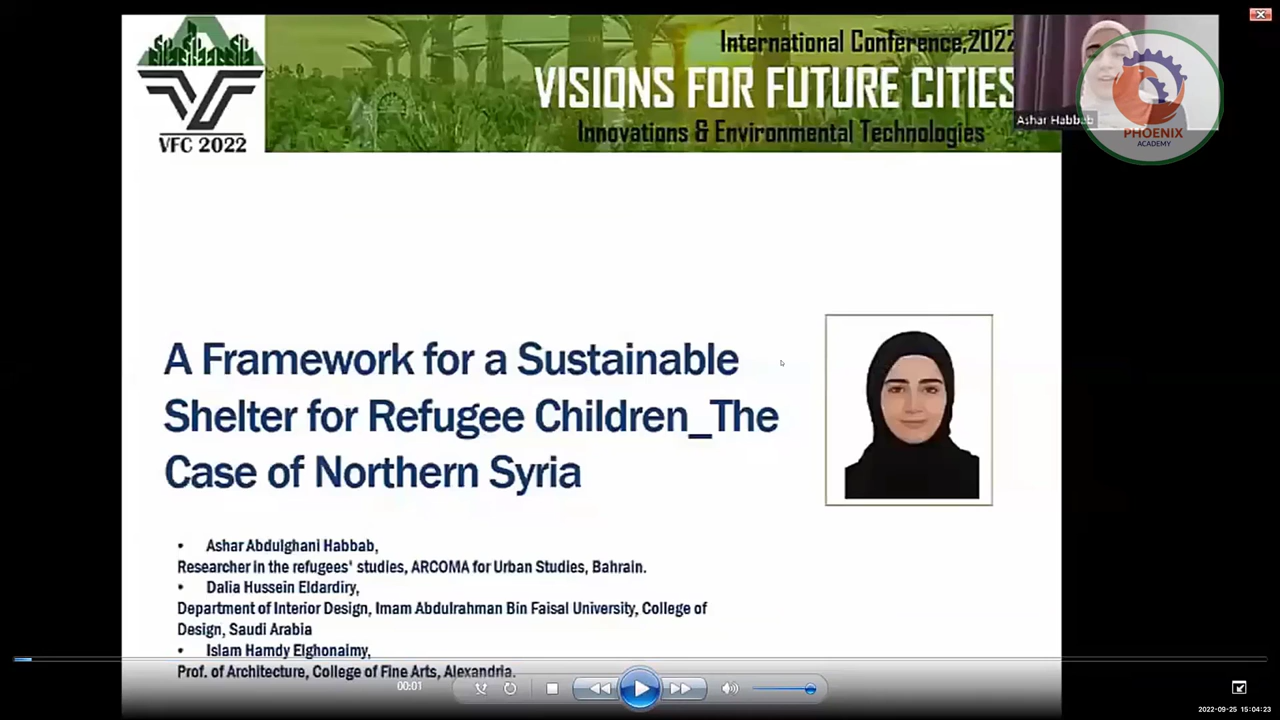 International Conference,2022
VISIONS FOR FUTURE CITIES
Innovations & Environmental Technologies
VFC 2022
Ashar Habbab
PHOENIX
ACADEMY
A Framework for a Sustainable
Shelter for Refugee Children_The
Case of Northern Syria
• Ashar Abdulghani Habbab,
Researcher in the refugees' studies, ARCOMA for Urban Studies, Bahrain.
• Dalia Hussein Eldardiry,
Department of Interior Design, Imam Abdulrahman Bin Faisal University, College of
Design, Saudi Arabia
• Islam Hamdy Elghonaimy,
Prof. of Architecture, College of Fine Arts, Alexandria.
00:01
2022-09-25 15:04:23